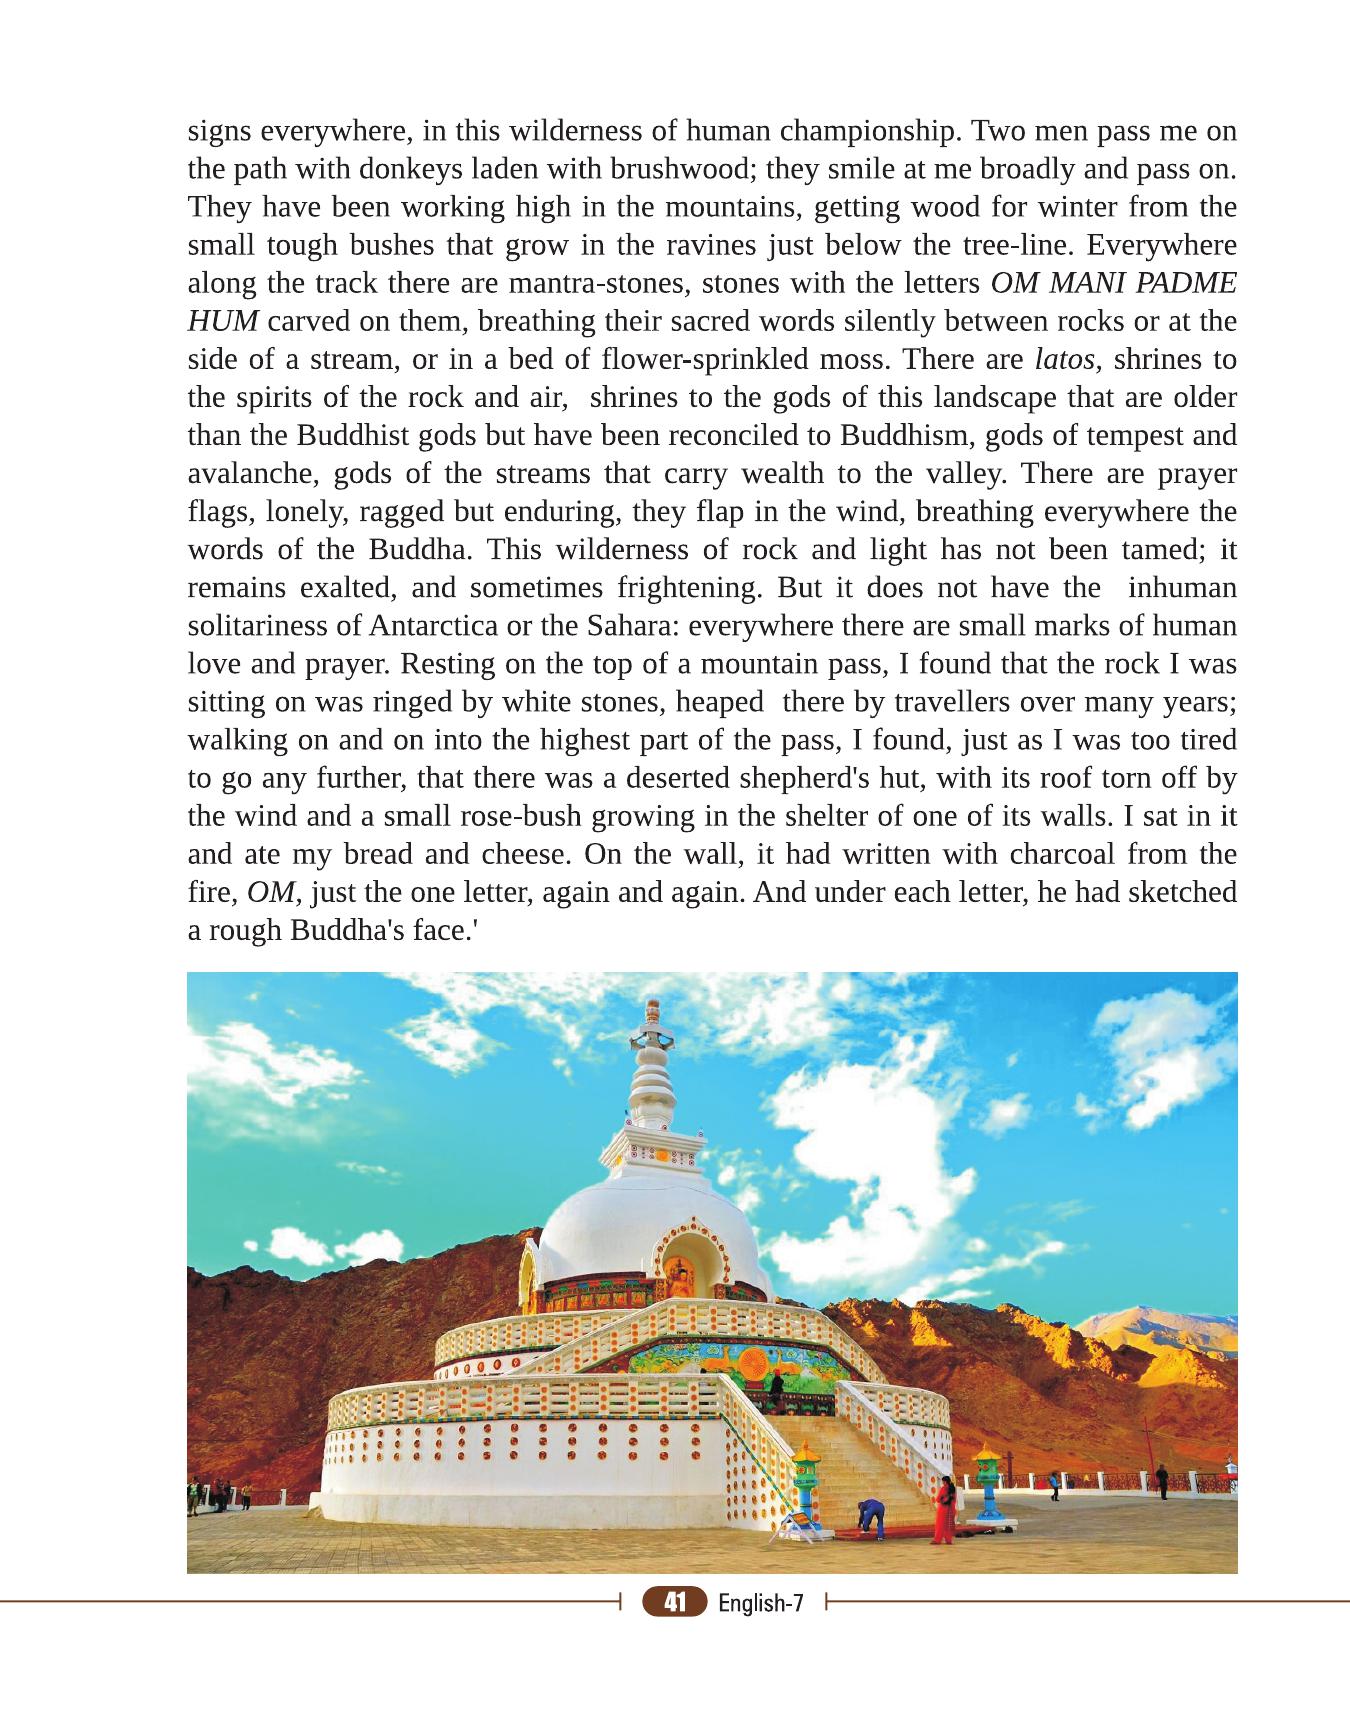 signs everywhere, in this wilderness of human championship. Two men pass me on
the path with donkeys laden with brushwood; they smile at me broadly and pass on.
They have been working high in the mountains, getting wood for winter from the
small tough bushes that grow in the ravines just below the tree-line. Everywhere
along the track there are mantra-stones, stones with the letters OM MANI PADME
HUM carved on them, breathing their sacred words silently between rocks or at the
side of a stream, or in a bed of flower-sprinkled moss. There are latos, shrines to
the spirits of the rock and air, shrines to the gods of this landscape that are older
than the Buddhist gods but have been reconciled to Buddhism, gods of tempest and
avalanche, gods of the streams that carry wealth to the valley. There are prayer
flags, lonely, ragged but enduring, they flap in the wind, breathing everywhere the
words of the Buddha. This wilderness of rock and light has not been tamed; it
remains exalted, and sometimes frightening. But it does not have the inhuman
solitariness of Antarctica or the Sahara: everywhere there are small marks of human
love and prayer. Resting on the top of a mountain pass, I found that the rock I was
sitting on was ringed by white stones, heaped there by travellers over many years;
walking on and on into the highest part of the pass, I found, just as I was too tired
to go any further, that there was a deserted shepherd's hut, with its roof torn off by
the wind and a small rose-bush growing in the shelter of one of its walls. I sat in it
and ate my bread and cheese. On the wall, it had written with charcoal from the
fire, OM, just the one letter, again and again. And under each letter, he had sketched
a rough Buddha's face.'
41 English-7